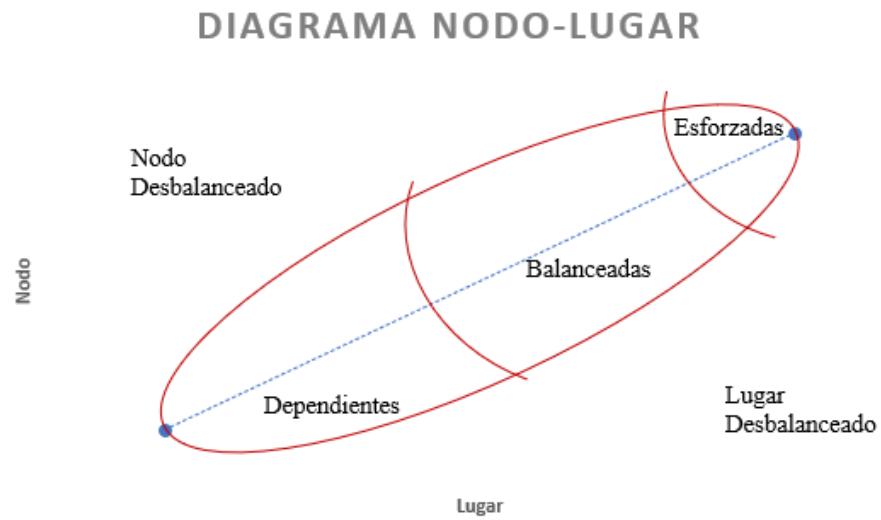 DIAGRAMA NODO-LUGAR
Esforzadas
Nodo
Desbalanceado
Balanceadas
Nodo
Dependientes
Lugar
Desbalanceado
Lugar